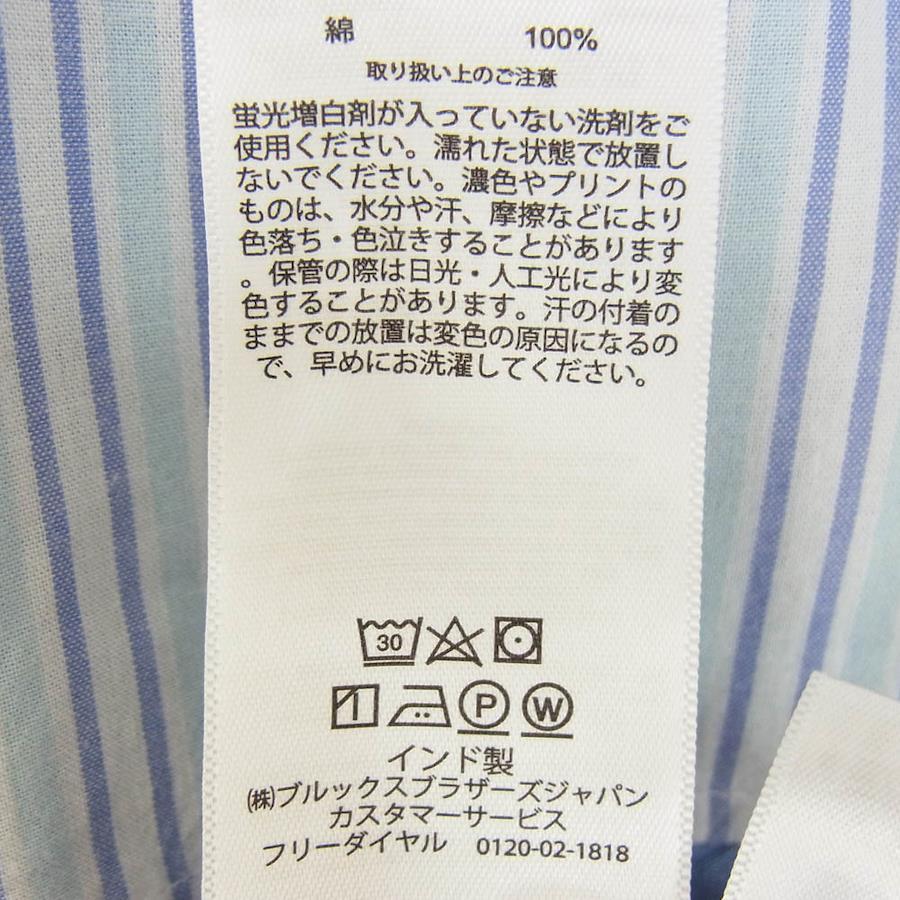 綿 100%
取り扱い上のご注意
蛍光増白剤が入っていない洗剤をご
使用ください。濡れた状態で放置し
ないでください。濃色やプリントの
ものは、水分や汗、摩擦などにより
色落ち・色泣きすることがあります
。保管の際は日光・人工光により変
色することがあります。汗の付着の
ままでの放置は変色の原因になるの
で、早めにお洗濯してください。
30
P W
インド製
㈱ブルックスブラザーズジャパン
カスタマーサービス
フリーダイヤル 0120-02-1818